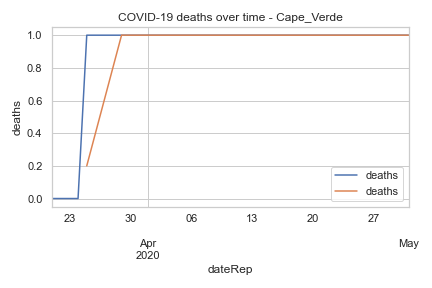 COVID-19 deaths over time - Cape_Verde
1.0
0.8
0.6
0.4
0.2
0.0
deaths
deaths
deaths
23 30 06 13 20 27
Apr May
2020
dateRep